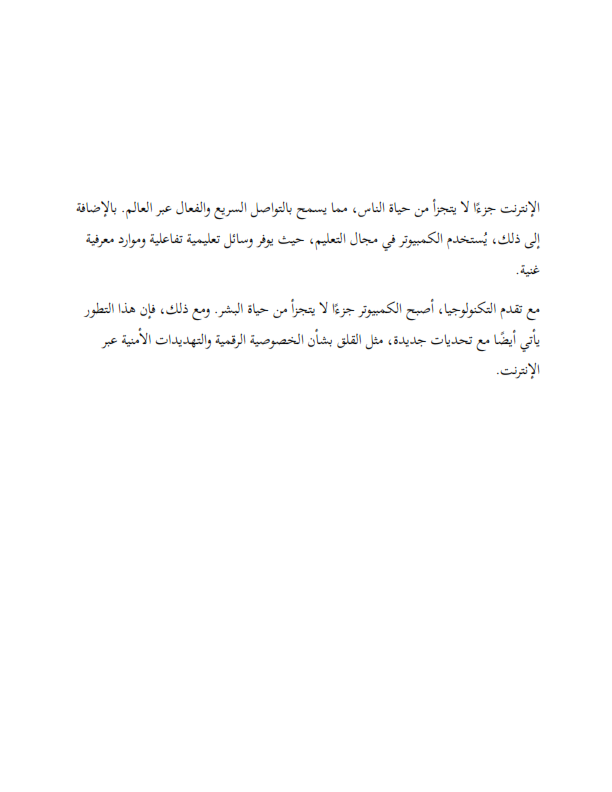 الإنترنت جزءًا لا يتجزأ من حياة الناس، مما يسمح بالتواصل السريع والفعال عبر العالم. بالإضافة
إلى ذلك، يُستخدم الكمبيوتر في مجال التعليم، حيث يوفر وسائل تعليمية تفاعلية وموارد معرفية
غنية.
مع تقدم التكنولوجيا، أصبح الكمبيوتر جزءًا لا يتجزأ من حياة البشر. ومع ذلك، فإن هذا التطور
يأتي أيضًا مع تحديات جديدة، مثل القلق بشأن الخصوصية الرقمية والتهديدات الأمنية عبر
الإنترنت.